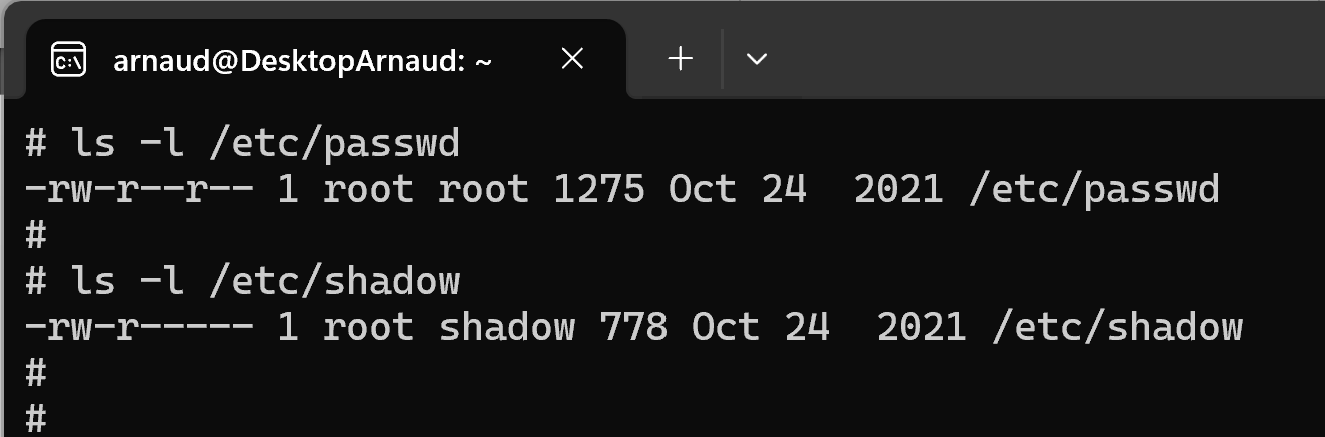 arnaud@DesktopArnaud: ~
# ls -l /etc/passwd
-rw-r--r-- 1 root root 1275 Oct 24  2021 /etc/passwd
#
# ls -l /etc/shadow
-rw-r----- 1 root shadow 778 Oct 24  2021 /etc/shadow
#
#